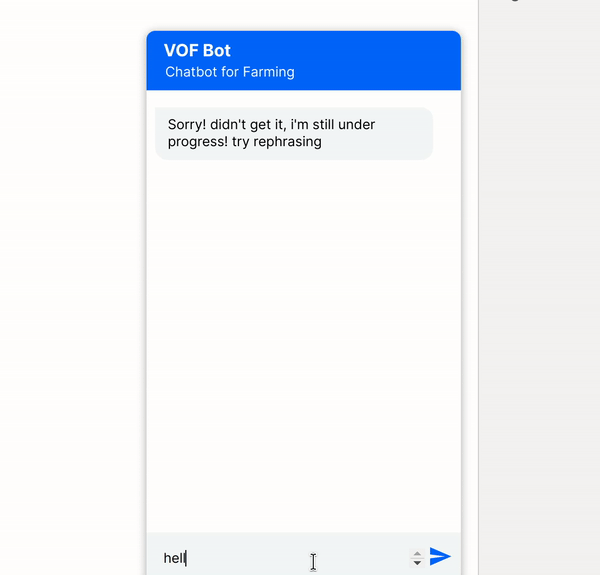 VOF Bot
Chatbot for Farming
Sorry! didn't get it, i'm still under
progress! try rephrasing
hell